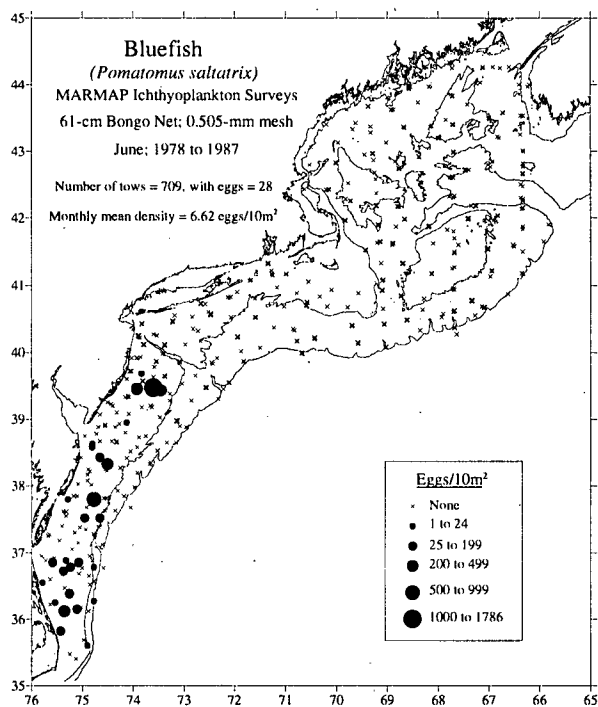 Bluefish
(Pomatomus saltatrix)
MARMAP Ichthyoplankton Surveys
61-cm Bongo Net; 0.505-mm mesh
June; 1978 to 1987
Number of tows = 709, with eggs = 28
Monthly mean density = 6.62 eggs/10m²
45
44
43
42
41
40
39
38
37
36
35
Eggs/10m²
None
1 to 24
25 to 199
200 to 499
500 to 999
1000 to 1786
76 75 74 73 72 71 70 69 68 67 66 65